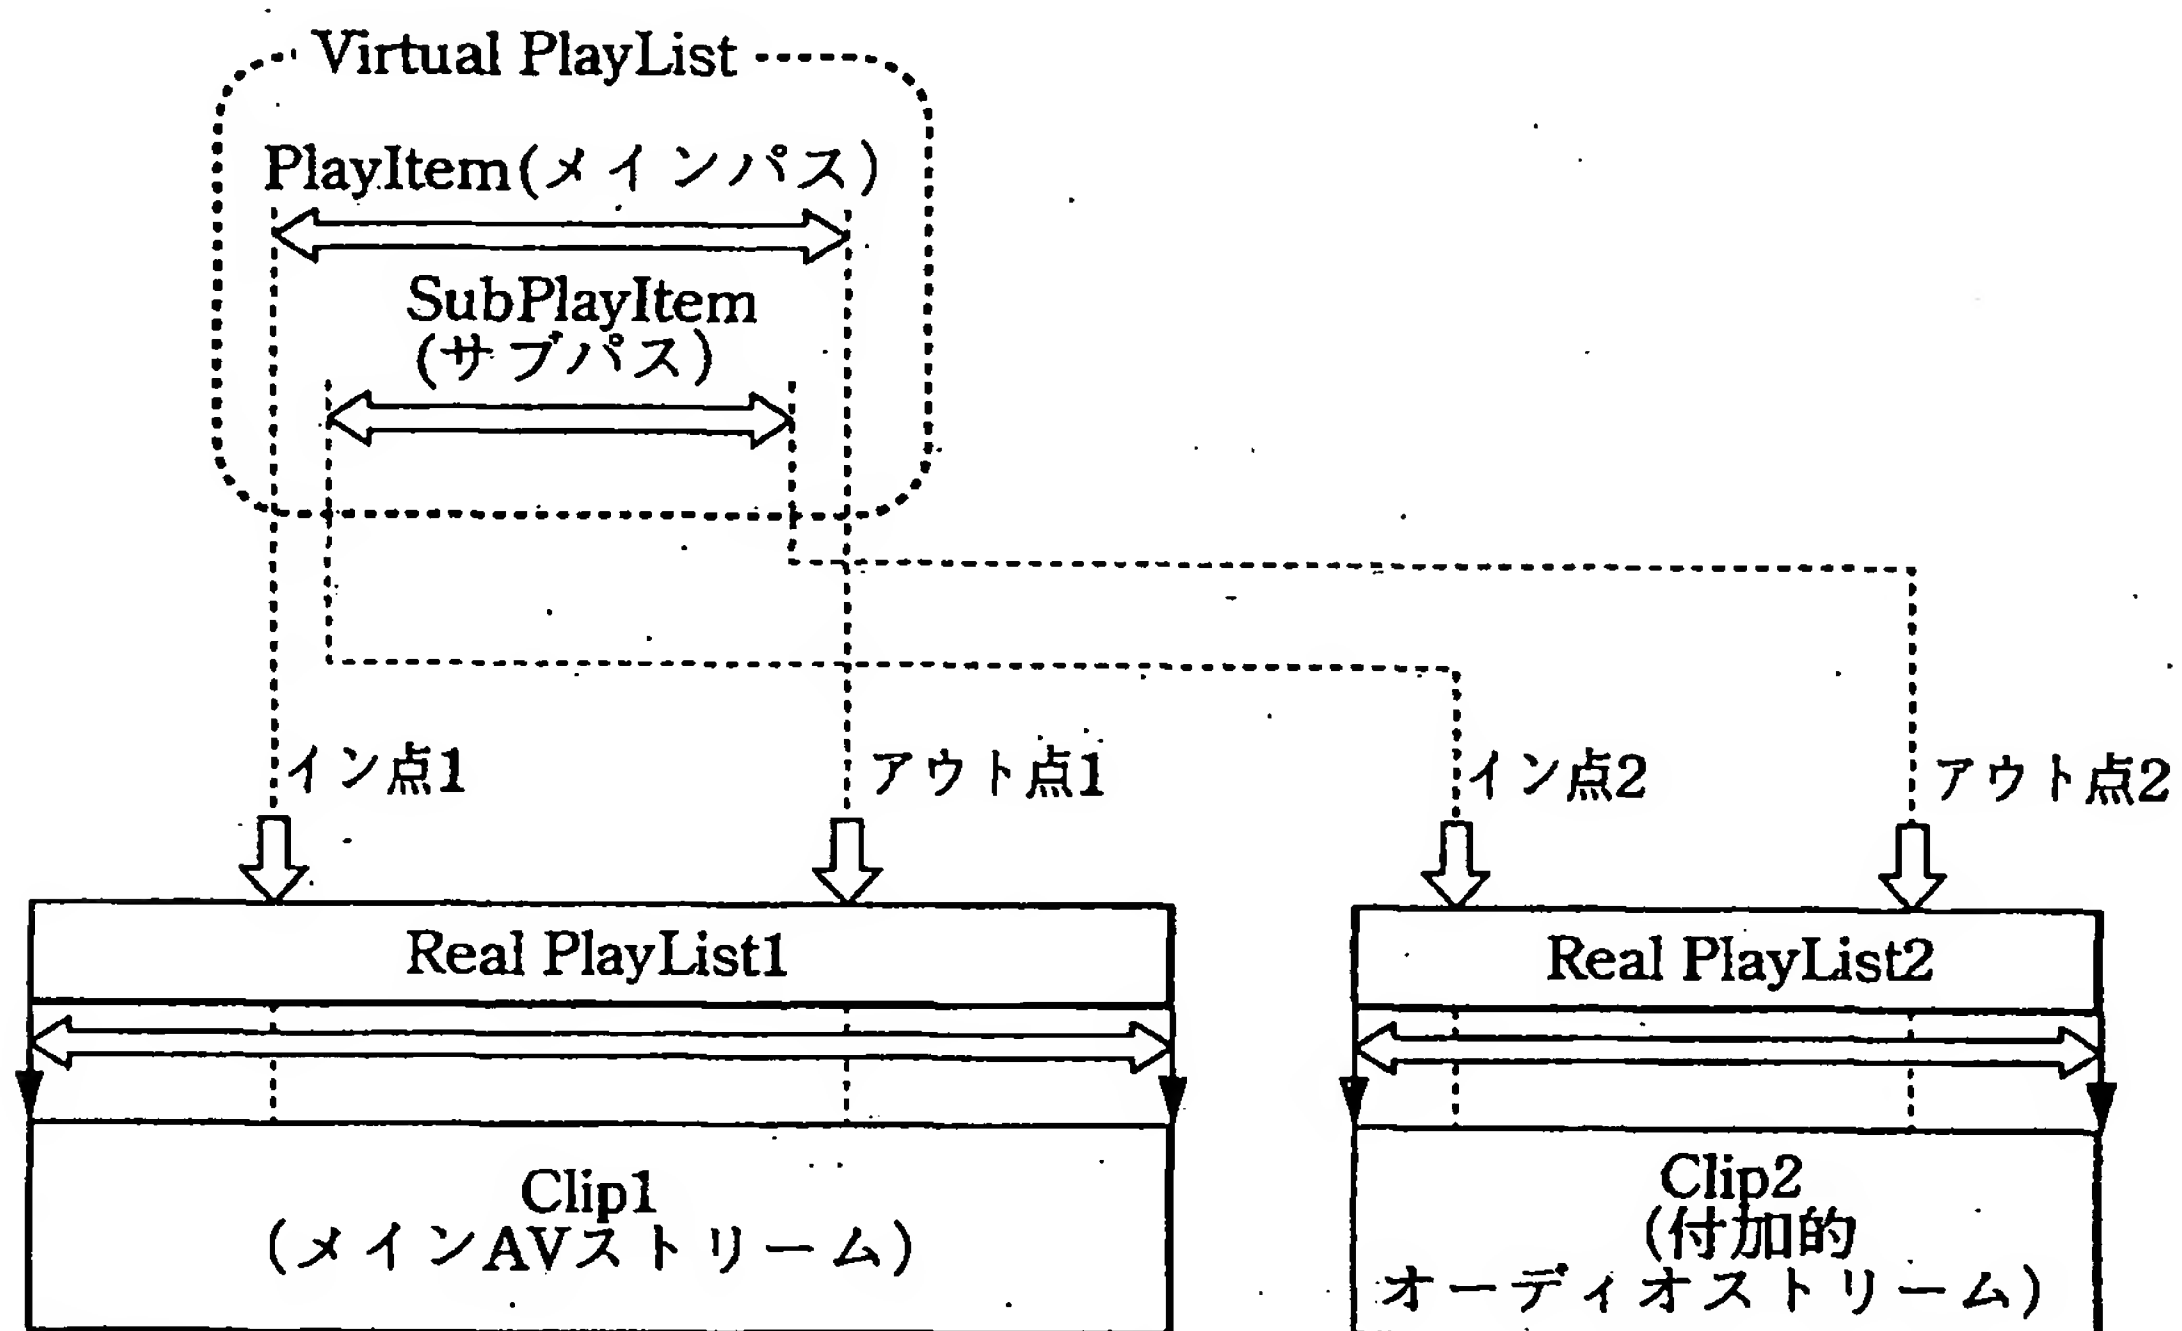 Virtual PlayList
PlayItem(メインパス)
SubPlayItem
(サブパス)
イン点1
アウト点1
イン点2
アウト点2
Real PlayList1
Real PlayList2
Clip1
(メインAVストリーム)
Clip2
(付加的
オーディオストリーム)